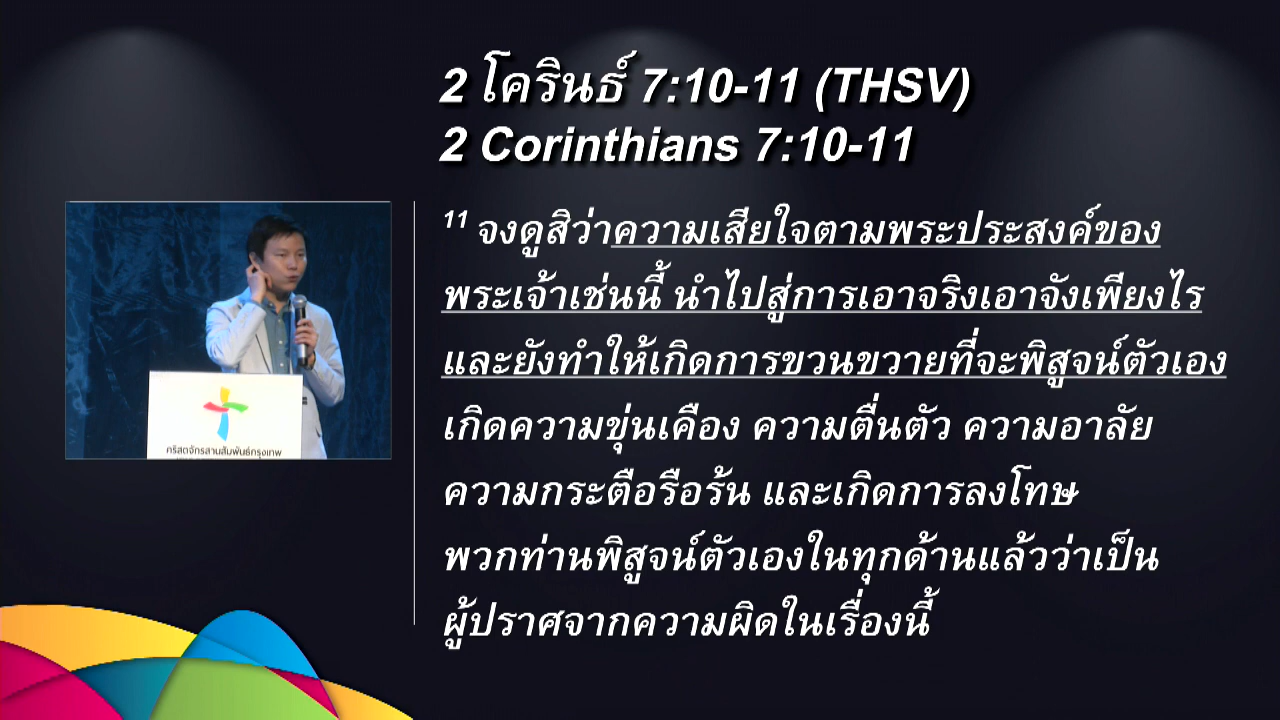 2 โครินธ์ 7:10-11 (THSV)
2 Corinthians 7:10-11
11 จงดูสิว่าความเสียใจตามพระประสงค์ของ
พระเจ้าเช่นนี้ นำไปสู่การเอาจริงเอาจังเพียงไร
และยังทำให้เกิดการขวนขวายที่จะพิสูจน์ตัวเอง
เกิดความขุ่นเคือง ความตื่นตัว ความอาลัย
ความกระตือรือร้น และเกิดการลงโทษ
พวกท่านพิสูจน์ตัวเองในทุกด้านแล้วว่าเป็น
ผู้ปราศจากความผิดในเรื่องนี้
คริสตจักรสานสัมพันธ์กรุงเทพ